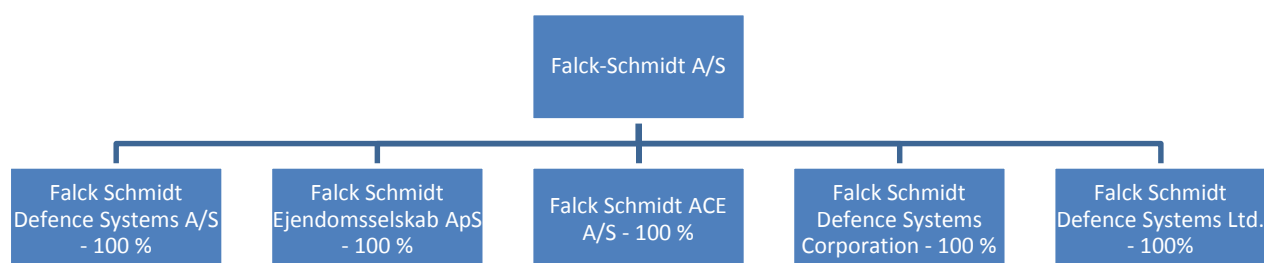 Falck-Schmidt A/S
Falck Schmidt
Defence Systems A/S
- 100 %
Falck Schmidt
Ejendomsselskab ApS
- 100 %
Falck Schmidt ACE
A/S - 100 %
Falck Schmidt
Defence Systems
Corporation - 100 %
Falck Schmidt
Defence Systems Ltd.
- 100%